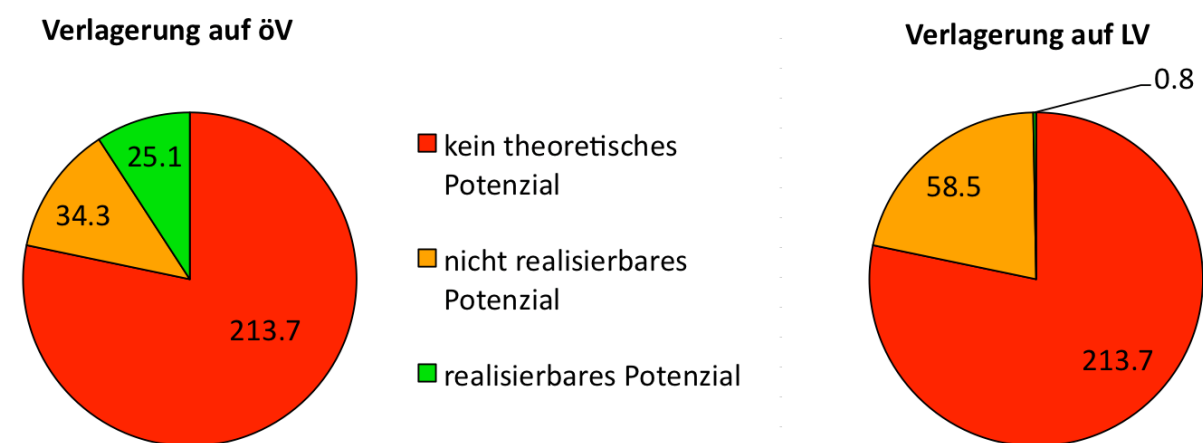 Verlagerung auf öV
25.1
34.3
213.7
kein theoretisches
Potenzial
nicht realisierbares
Potenzial
realisierbares Potenzial
Verlagerung auf LV
0.8
58.5
213.7